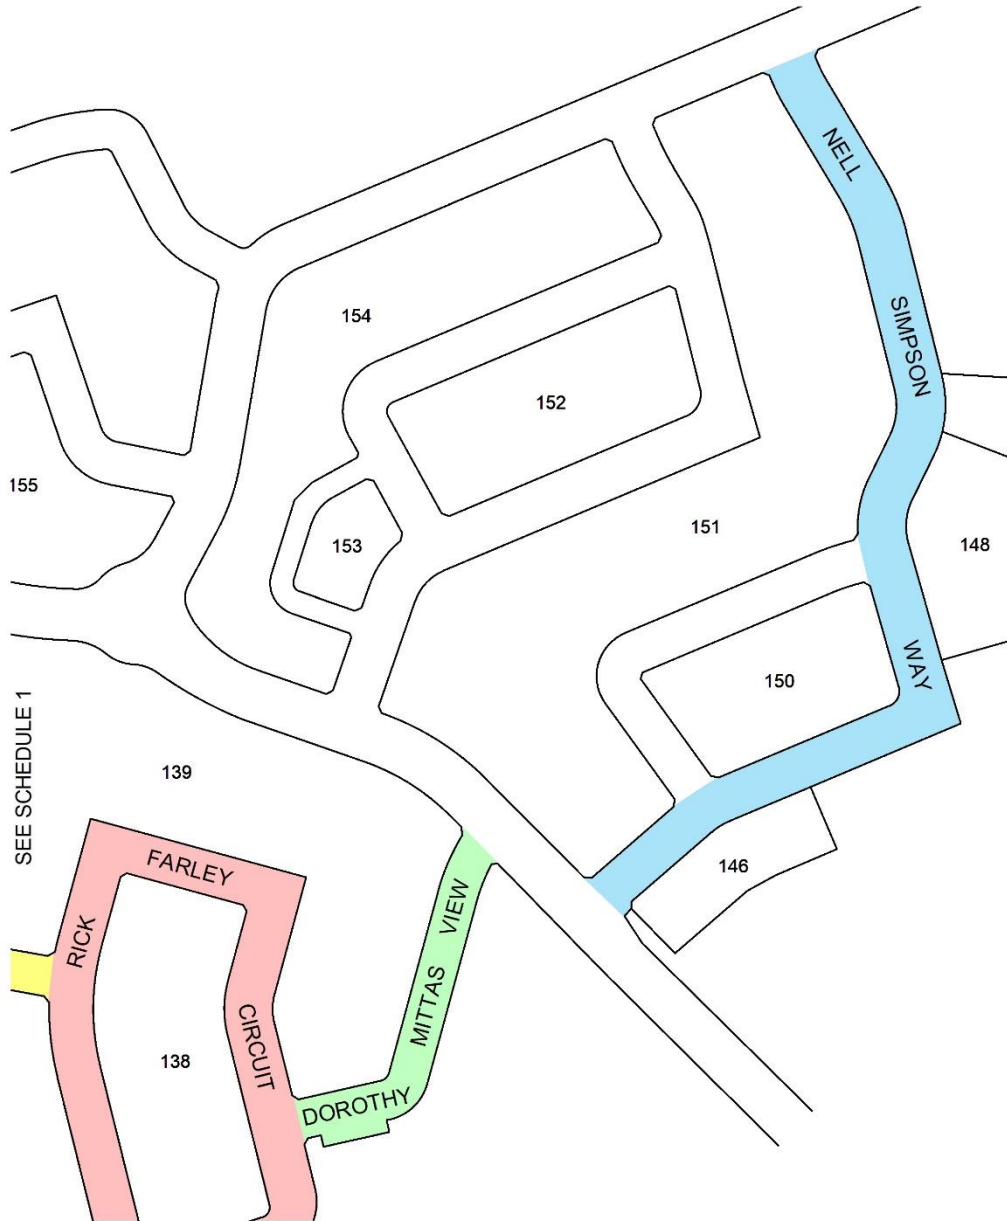 NELL
SIMPSON
WAY
154
152
155
153
151
148
150
SEE SCHEDULE 1
139
146
RICK
FARLEY
CIRCUIT
138
DOROTHY
MITTAS
VIEW